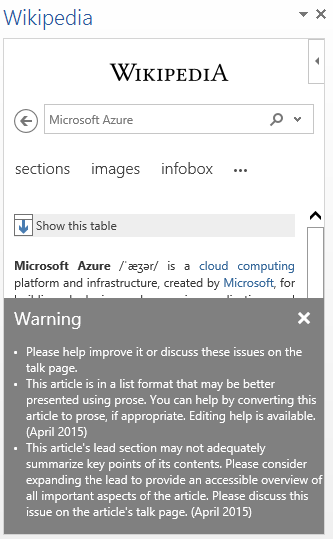 Wikipedia
WIKIPEDIA
Microsoft Azure
sections images infobox ...
Show this table
Microsoft Azure /ˈæʒər/ is a cloud computing
platform and infrastructure, created by Microsoft, for
Warning
• Please help improve it or discuss these issues on the
talk page.
• This article is in a list format that may be better
presented using prose. You can help by converting this
article to prose, if appropriate. Editing help is available.
(April 2015)
• This article's lead section may not adequately
summarize key points of its contents. Please consider
expanding the lead to provide an accessible overview of
all important aspects of the article. Please discuss this
issue on the article's talk page. (April 2015)